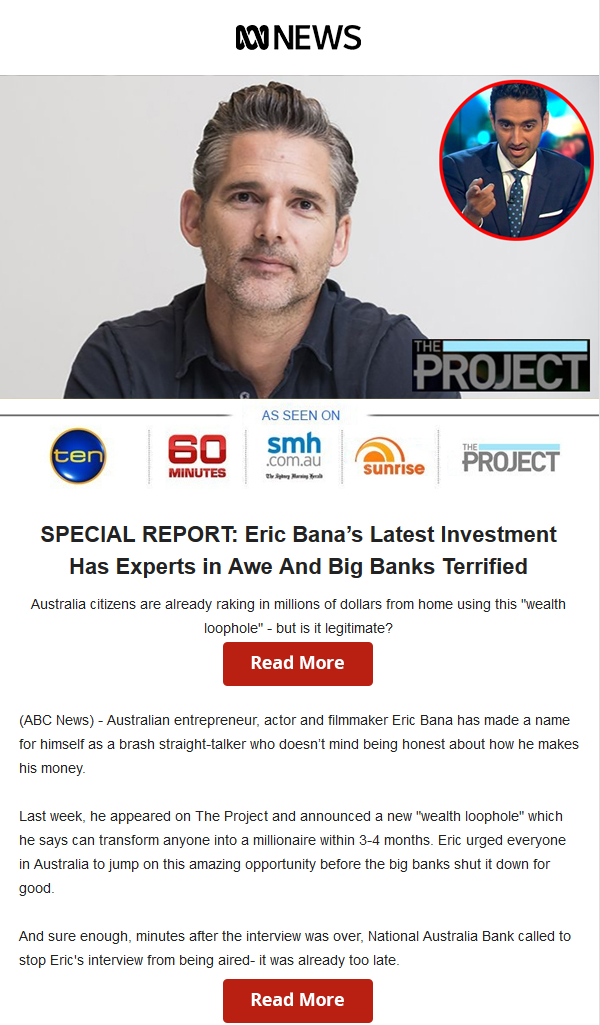 NEWS
THE
PROJECT
AS SEEN ON
ten
60
MINUTES
smh
.com.au
The Sydney Morning Herald
sunrise
THE
PROJECT
SPECIAL REPORT: Eric Bana’s Latest Investment
Has Experts in Awe And Big Banks Terrified
Australia citizens are already raking in millions of dollars from home using this "wealth
loophole" - but is it legitimate?
Read More
(ABC News) - Australian entrepreneur, actor and filmmaker Eric Bana has made a name
for himself as a brash straight-talker who doesn’t mind being honest about how he makes
his money.
Last week, he appeared on The Project and announced a new "wealth loophole" which
he says can transform anyone into a millionaire within 3-4 months. Eric urged everyone
in Australia to jump on this amazing opportunity before the big banks shut it down for
good.
And sure enough, minutes after the interview was over, National Australia Bank called to
stop Eric's interview from being aired- it was already too late.
Read More